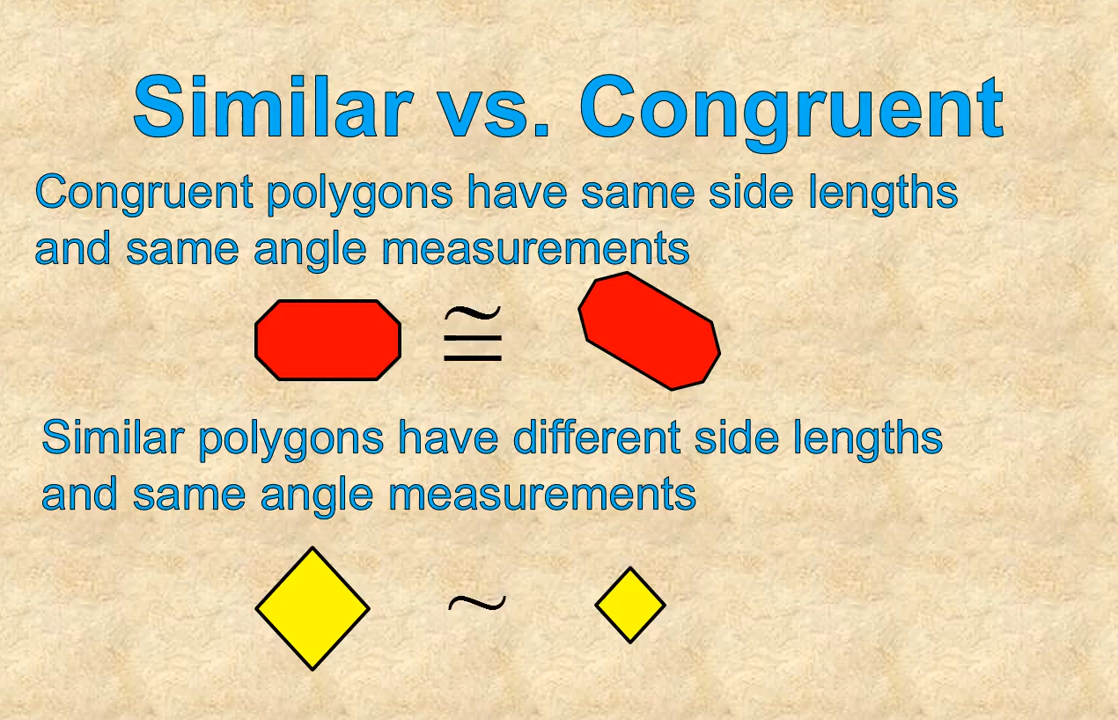 Similar vs. Congruent
Congruent polygons have same side lengths
and same angle measurements
≅
Similar polygons have different side lengths
and same angle measurements
~